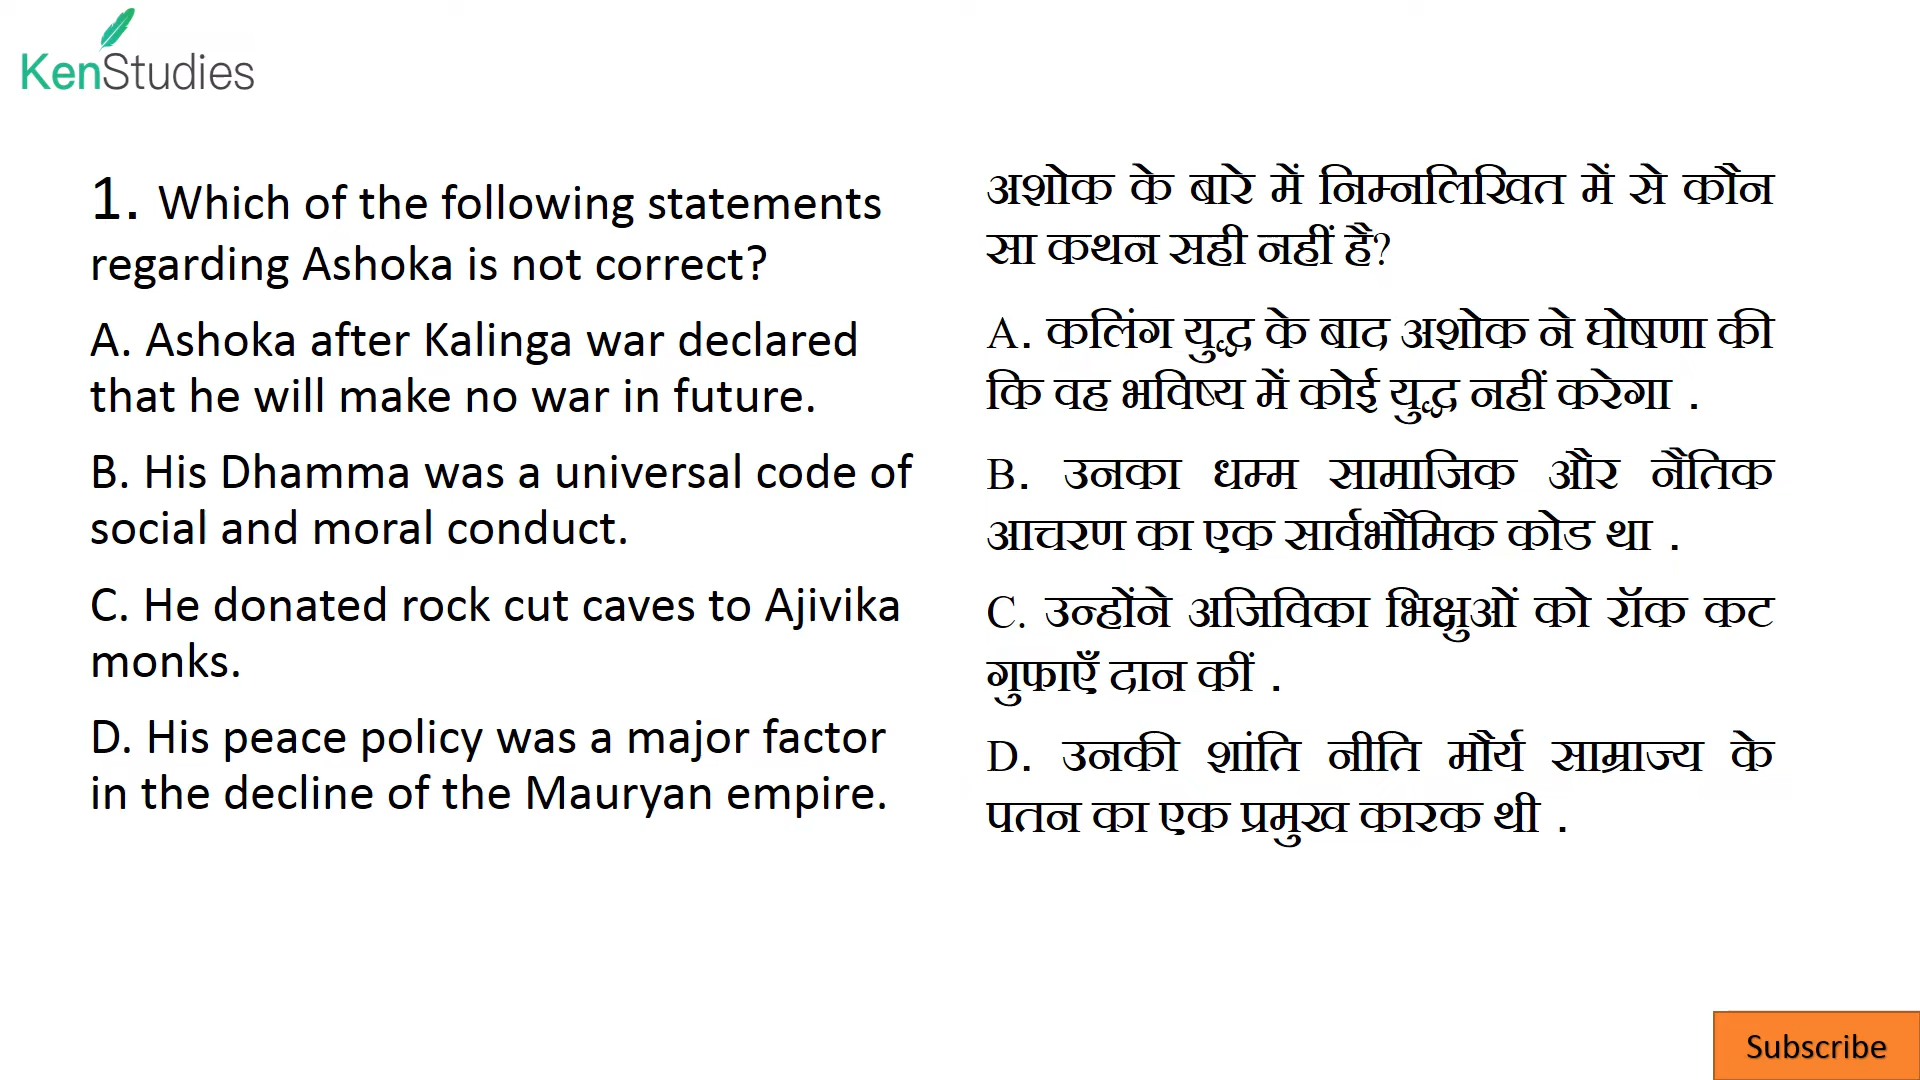 KenStudies
1. Which of the following statements
regarding Ashoka is not correct?
A. Ashoka after Kalinga war declared
that he will make no war in future.
B. His Dhamma was a universal code of
social and moral conduct.
C. He donated rock cut caves to Ajivika
monks.
D. His peace policy was a major factor
in the decline of the Mauryan empire.
अशोक के बारे में निम्नलिखित में से कौन
सा कथन सही नहीं है?
A. कलिंग युद्ध के बाद अशोक ने घोषणा की
कि वह भविष्य में कोई युद्ध नहीं करेगा .
B. उनका धम्म सामाजिक और नैतिक
आचरण का एक सार्वभौमिक कोड था .
C. उन्होंने अजिविका भिक्षुओं को रॉक कट
गुफाएँ दान कीं .
D. उनकी शांति नीति मौर्य साम्राज्य के
पतन का एक प्रमुख कारक थी .
Subscribe